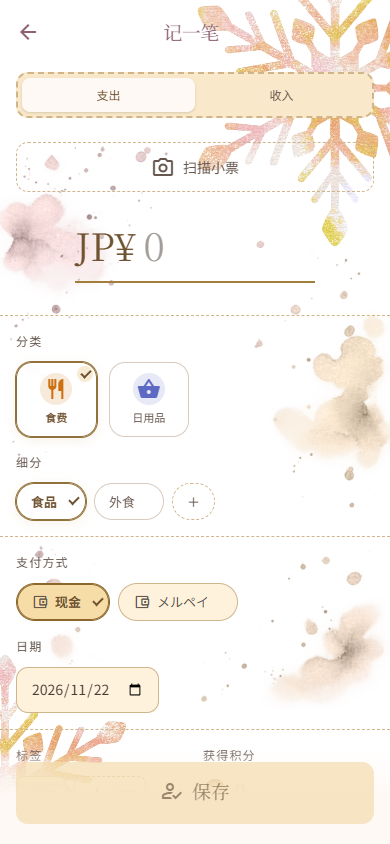 记一笔
支出 收入
扫描小票
JP¥ 0
分类
食费 日用品
细分
食品 外食 +
支付方式
现金 メルペイ
日期
2026/11/22
标签 获得积分
保存